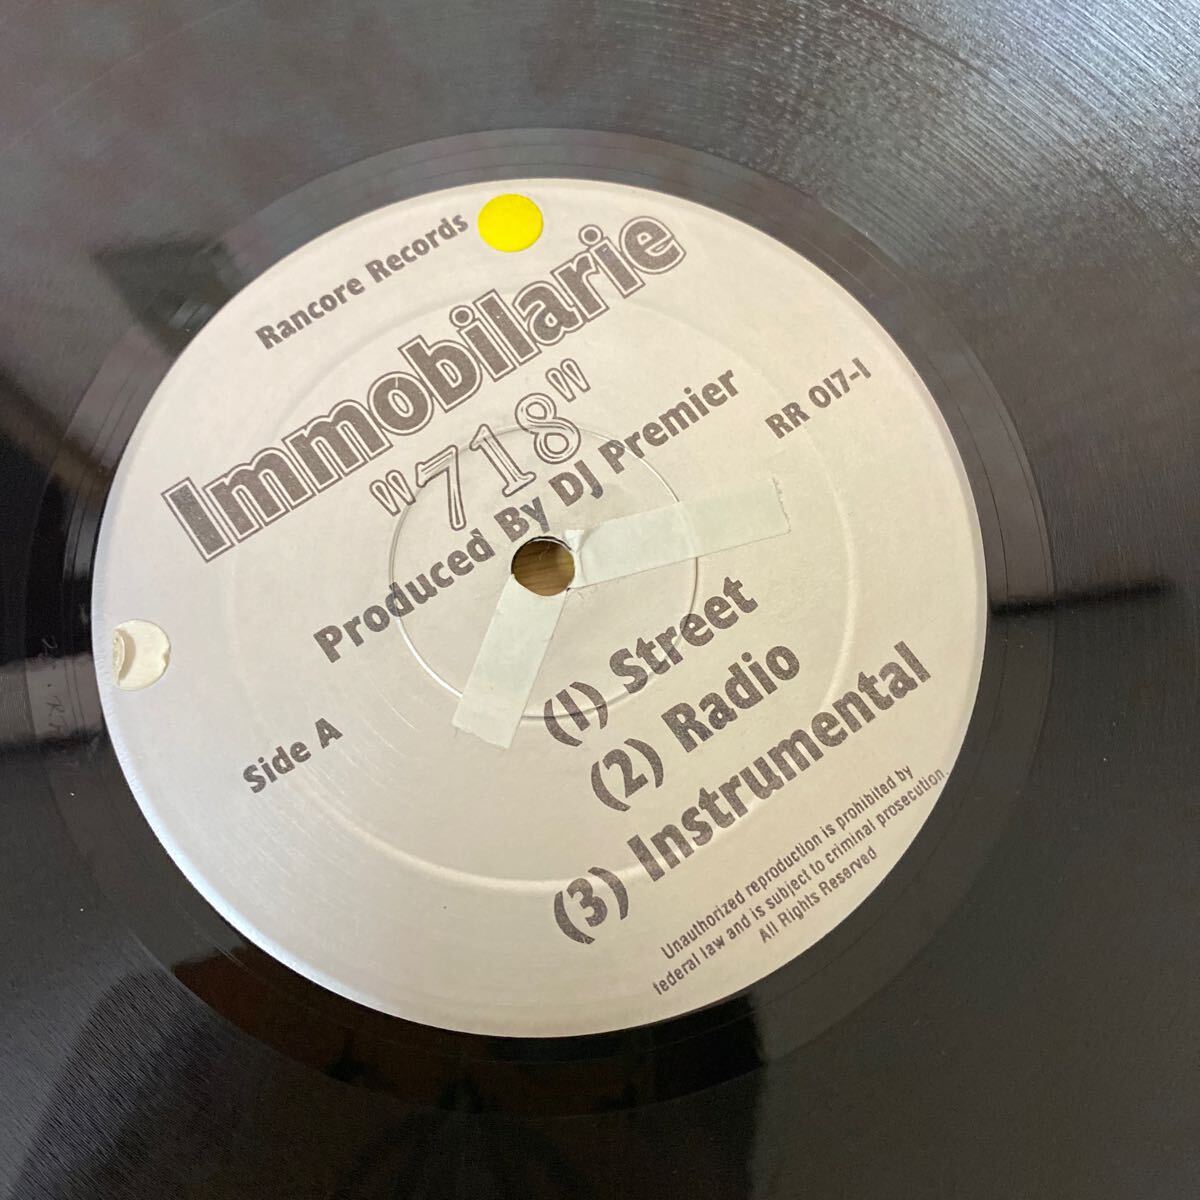 Rancore Records
Immobilarie
"718"
Produced By DJ Premier
RR 017-1
Side A
(1) Street
(2) Radio
(3) Instrumental
Unauthorized reproduction is prohibited by
federal law and is subject to criminal prosecution.
All Rights Reserved